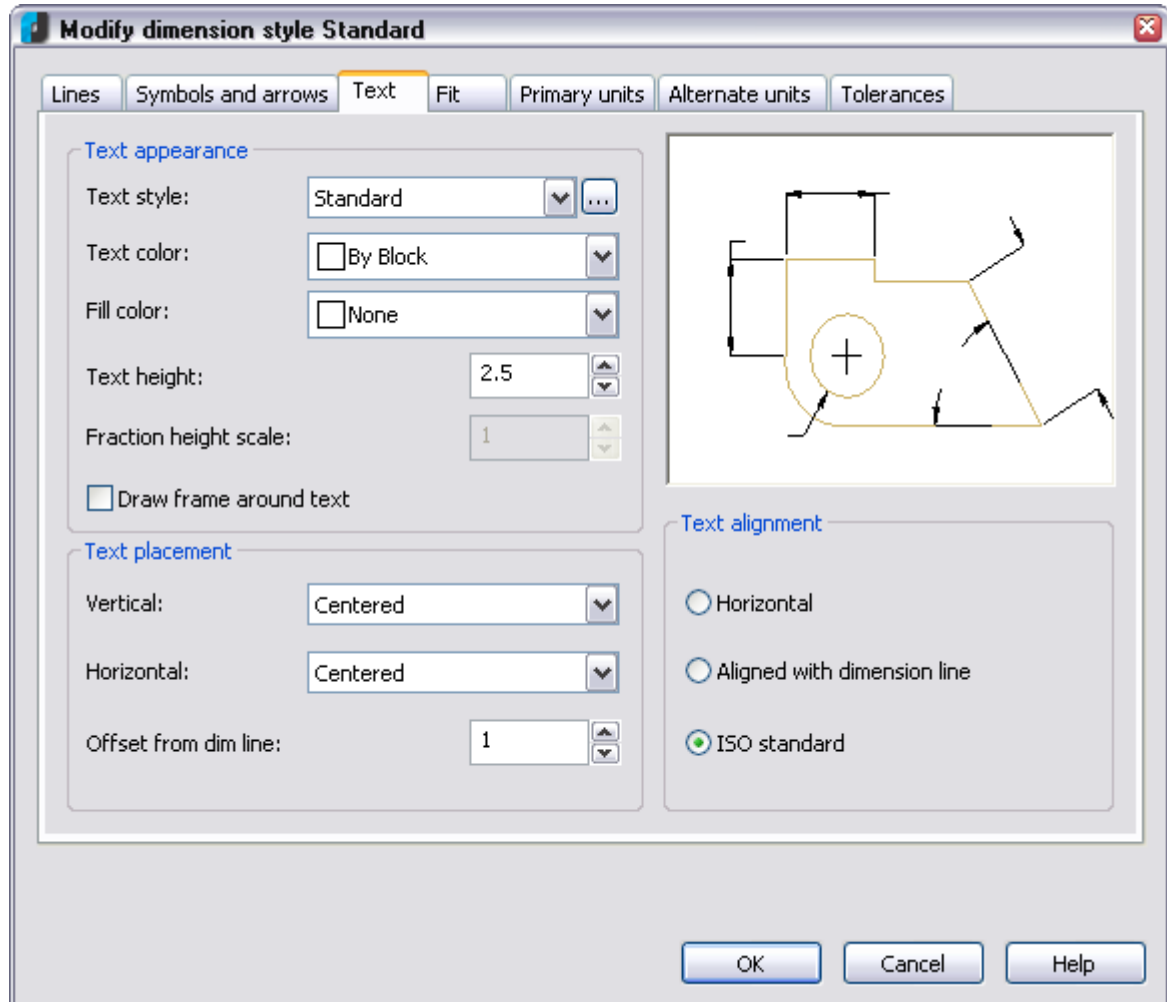 Modify dimension style Standard
Lines Symbols and arrows Text Fit Primary units Alternate units Tolerances
Text appearance
Text style: Standard ...
Text color: By Block
Fill color: None
Text height: 2.5
Fraction height scale: 1
Draw frame around text
Text placement
Vertical: Centered
Horizontal: Centered
Offset from dim line: 1
Text alignment
Horizontal
Aligned with dimension line
ISO standard
OK Cancel Help